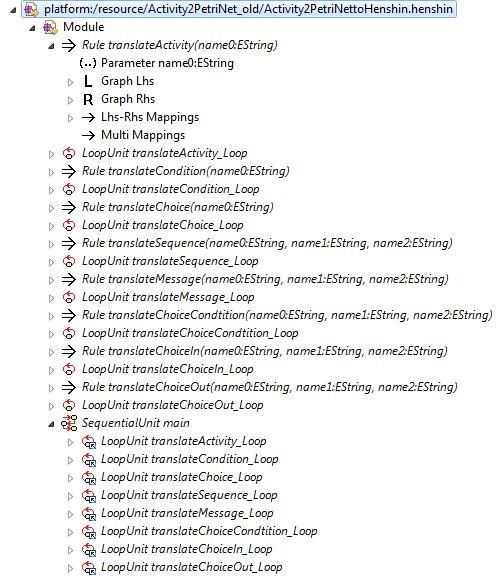 platform:/resource/Activity2PetriNet_old/Activity2PetriNettoHenshin.henshin
Module
Rule translateActivity(name0:EString)
(..) Parameter name0:EString
L Graph Lhs
R Graph Rhs
Lhs-Rhs Mappings
Multi Mappings
LoopUnit translateActivity_Loop
Rule translateCondition(name0:EString)
LoopUnit translateCondition_Loop
Rule translateChoice(name0:EString)
LoopUnit translateChoice_Loop
Rule translateSequence(name0:EString, name1:EString, name2:EString)
LoopUnit translateSequence_Loop
Rule translateMessage(name0:EString, name1:EString, name2:EString)
LoopUnit translateMessage_Loop
Rule translateChoiceCondtition(name0:EString, name1:EString, name2:EString)
LoopUnit translateChoiceCondtition_Loop
Rule translateChoiceIn(name0:EString, name1:EString, name2:EString)
LoopUnit translateChoiceIn_Loop
Rule translateChoiceOut(name0:EString, name1:EString, name2:EString)
LoopUnit translateChoiceOut_Loop
SequentialUnit main
LoopUnit translateActivity_Loop
LoopUnit translateCondition_Loop
LoopUnit translateChoice_Loop
LoopUnit translateSequence_Loop
LoopUnit translateMessage_Loop
LoopUnit translateChoiceCondtition_Loop
LoopUnit translateChoiceIn_Loop
LoopUnit translateChoiceOut_Loop